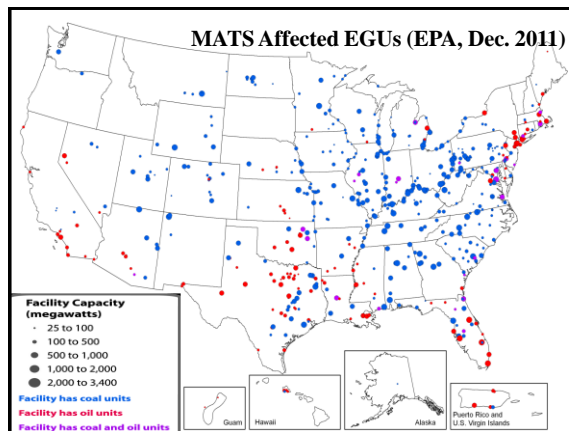 MATS Affected EGUs (EPA, Dec. 2011)
Facility Capacity
(megawatts)
25 to 100
100 to 500
500 to 1,000
1,000 to 2,000
2,000 to 3,400
Facility has coal units
Facility has oil units
Facility has coal and oil units
Guam
Hawaii
Alaska
Puerto Rico and
U.S. Virgin Islands